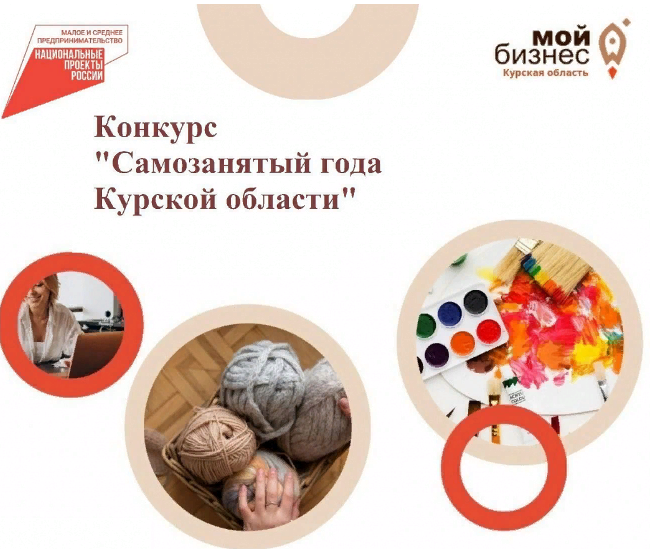 МАЛОЕ И СРЕДНЕЕ
ПРЕДПРИНИМАТЕЛЬСТВО
НАЦИОНАЛЬНЫЕ
ПРОЕКТЫ
РОССИИ
мой
бизнес
Курская область
Конкурс
"Самозанятый года
Курской области"